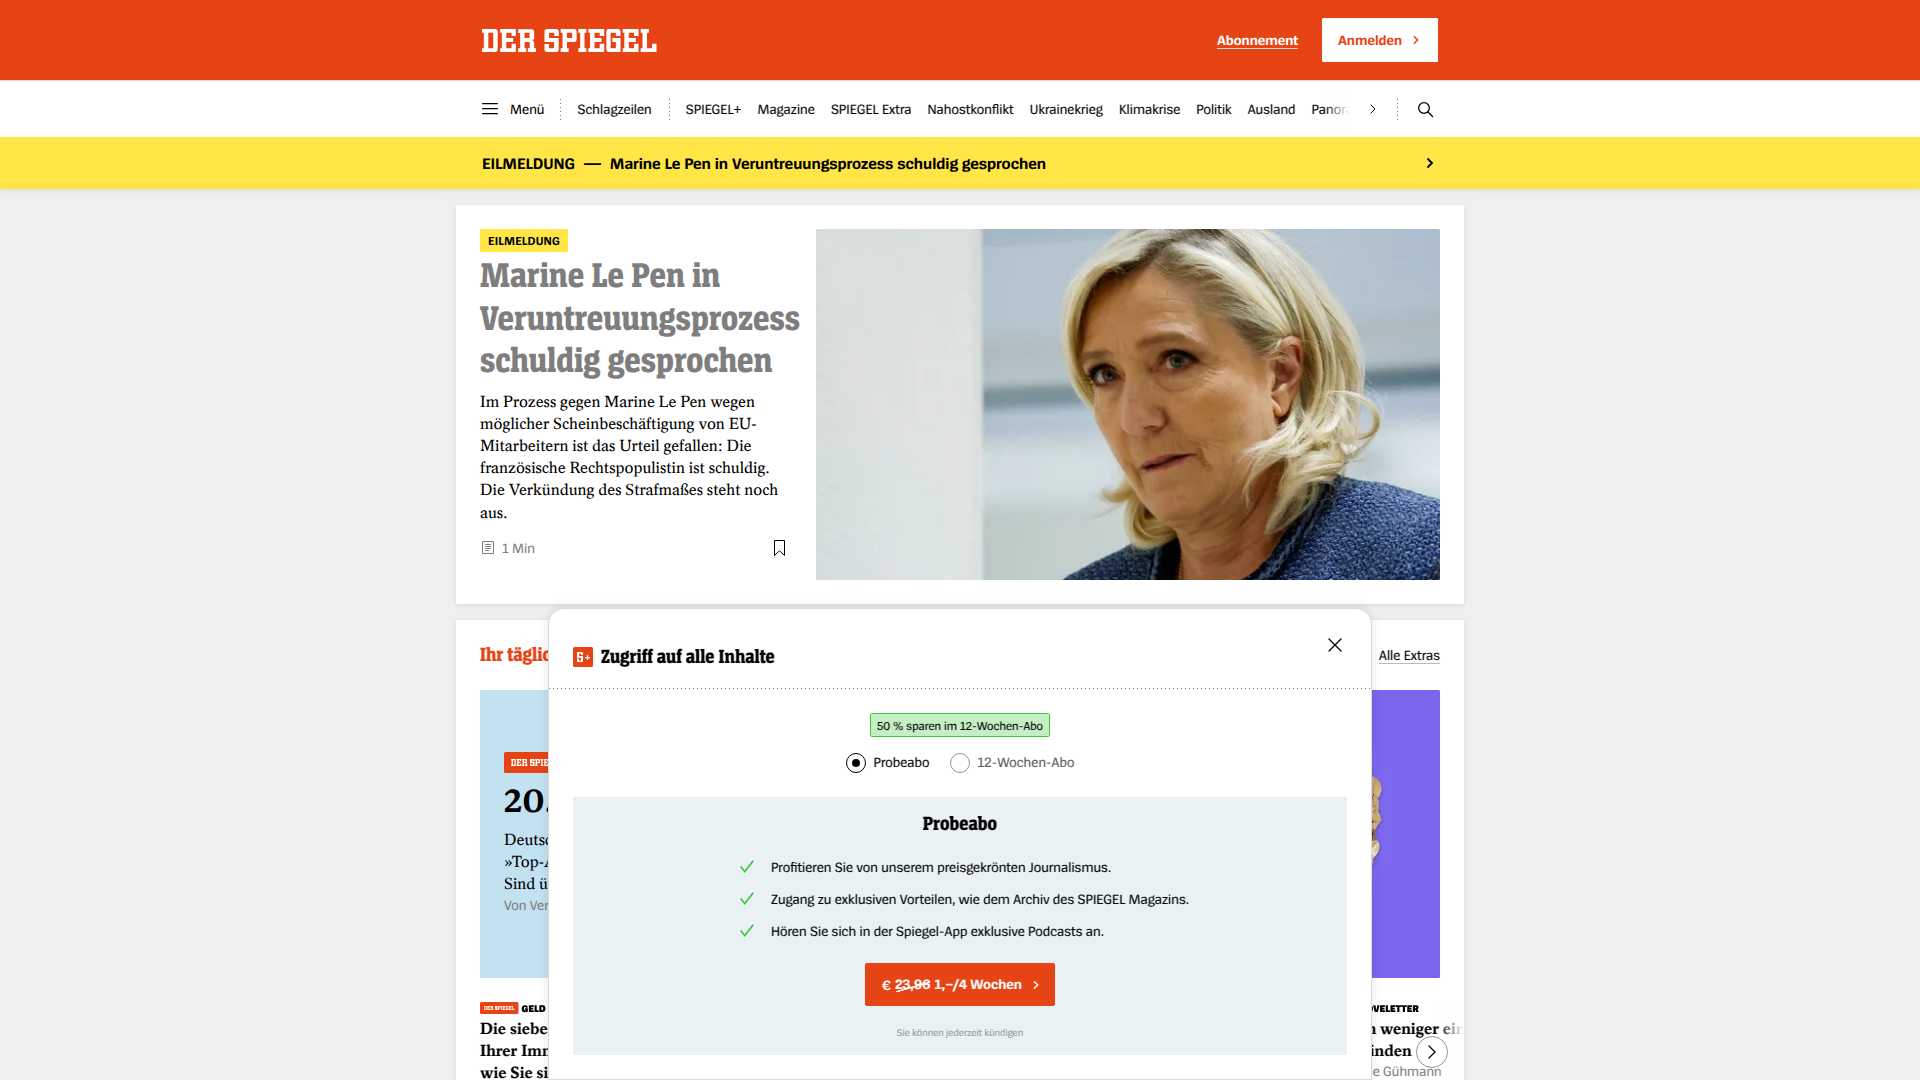 DER SPIEGEL
Abonnement
Anmelden
Menü
Schlagzeilen
SPIEGEL+
Magazine
SPIEGEL Extra
Nahostkonflikt
Ukrainekrieg
Klimakrise
Politik
Ausland
EILMELDUNG — Marine Le Pen in Veruntreuungsprozess schuldig gesprochen
EILMELDUNG
Marine Le Pen in
Veruntreuungsprozess
schuldig gesprochen
Im Prozess gegen Marine Le Pen wegen
möglicher Scheinbeschäftigung von EU-
Mitarbeitern ist das Urteil gefallen: Die
französische Rechtspopulistin ist schuldig.
Die Verkündung des Strafmaßes steht noch
aus.
1 Min
Ihr täglic
Alle Extras
DER SPIE
20.
Deutsc
»Top-A
Sind ü
Von Ver
DER SPIEGEL GELD
Die siebe
Ihrer Imm
wie Sie si
S+ Zugriff auf alle Inhalte
50 % sparen im 12-Wochen-Abo
Probeabo
12-Wochen-Abo
Probeabo
Profitieren Sie von unserem preisgekrönten Journalismus.
Zugang zu exklusiven Vorteilen, wie dem Archiv des SPIEGEL Magazins.
Hören Sie sich in der Spiegel-App exklusive Podcasts an.
€ 23,96 1,–/4 Wochen
Sie können jederzeit kündigen
VELETTER
weniger ein
inden
e Gühmann